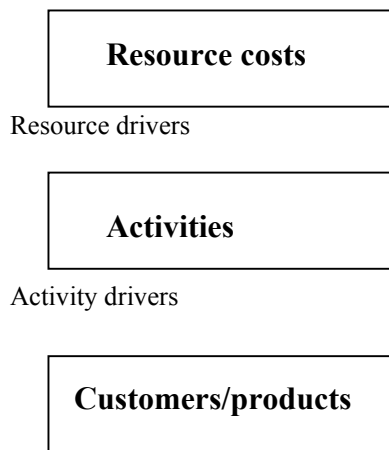 Resource costs
Resource drivers
Activities
Activity drivers
Customers/products